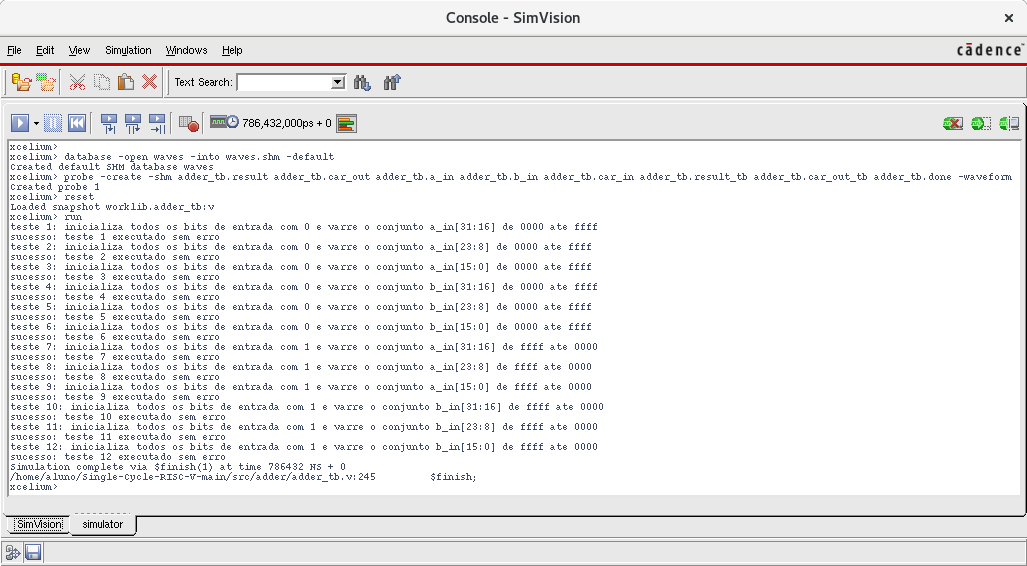 Console - SimVision
File Edit View Simulation Windows Help
cādence
Text Search:
786,432,000ps + 0
xcelium>
xcelium> database -open waves -into waves.shm -default
Created default SHM database waves
xcelium> probe -create -shm adder_tb.result adder_tb.car_out adder_tb.a_in adder_tb.b_in adder_tb.car_in adder_tb.result_tb adder_tb.car_out_tb adder_tb.done -waveform
Created probe 1
xcelium> reset
Loaded snapshot worklib.adder_tb:v
xcelium> run
teste 1: inicializa todos os bits de entrada com 0 e varre o conjunto a_in[31:16] de 0000 ate ffff
sucesso: teste 1 executado sem erro
teste 2: inicializa todos os bits de entrada com 0 e varre o conjunto a_in[23:8] de 0000 ate ffff
sucesso: teste 2 executado sem erro
teste 3: inicializa todos os bits de entrada com 0 e varre o conjunto a_in[15:0] de 0000 ate ffff
sucesso: teste 3 executado sem erro
teste 4: inicializa todos os bits de entrada com 0 e varre o conjunto b_in[31:16] de 0000 ate ffff
sucesso: teste 4 executado sem erro
teste 5: inicializa todos os bits de entrada com 0 e varre o conjunto b_in[23:8] de 0000 ate ffff
sucesso: teste 5 executado sem erro
teste 6: inicializa todos os bits de entrada com 0 e varre o conjunto b_in[15:0] de 0000 ate ffff
sucesso: teste 6 executado sem erro
teste 7: inicializa todos os bits de entrada com 1 e varre o conjunto a_in[31:16] de ffff ate 0000
sucesso: teste 7 executado sem erro
teste 8: inicializa todos os bits de entrada com 1 e varre o conjunto a_in[23:8] de ffff ate 0000
sucesso: teste 8 executado sem erro
teste 9: inicializa todos os bits de entrada com 1 e varre o conjunto a_in[15:0] de ffff ate 0000
sucesso: teste 9 executado sem erro
teste 10: inicializa todos os bits de entrada com 1 e varre o conjunto b_in[31:16] de ffff ate 0000
sucesso: teste 10 executado sem erro
teste 11: inicializa todos os bits de entrada com 1 e varre o conjunto b_in[23:8] de ffff ate 0000
sucesso: teste 11 executado sem erro
teste 12: inicializa todos os bits de entrada com 1 e varre o conjunto b_in[15:0] de ffff ate 0000
sucesso: teste 12 executado sem erro
Simulation complete via $finish(1) at time 786432 NS + 0
/home/aluno/Single-Cycle-RISC-V-main/src/adder/adder_tb.v:245 $finish;
xcelium>
SimVision simulator